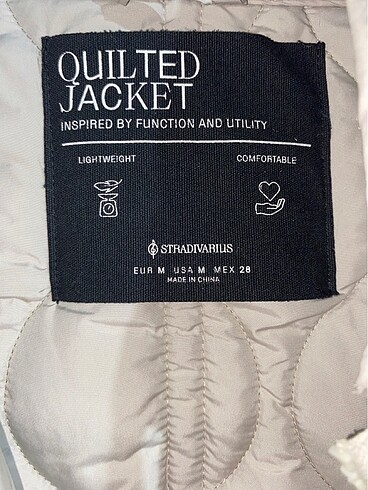 QUILTED
JACKET
INSPIRED BY FUNCTION AND UTILITY
LIGHTWEIGHT COMFORTABLE
STRADIVARIUS
EUR M USA M MEX 28
MADE IN CHINA